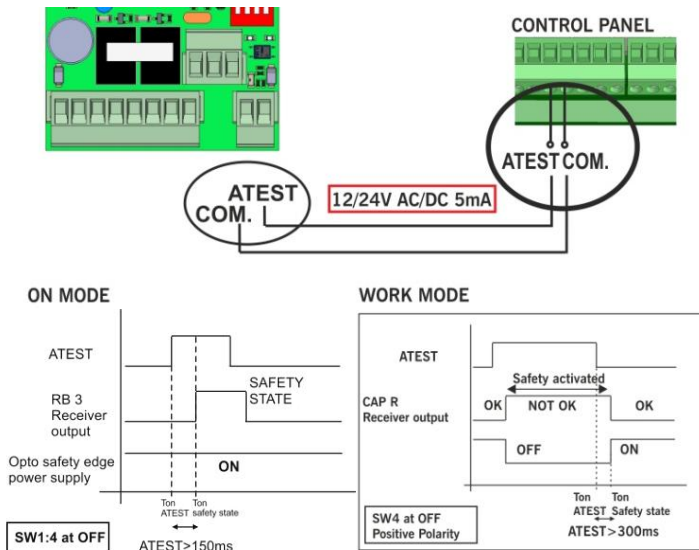 CONTROL PANEL
ATEST COM.
ATEST
COM.
12/24V AC/DC 5mA
ON MODE
ATEST
RB 3
Receiver
output
SAFETY
STATE
Opto safety edge
power supply
ON
Ton
ATEST
Ton
safety state
SW1:4 at OFF
ATEST>150ms
WORK MODE
ATEST
Safety activated
CAP R
Receiver output
OK
NOT OK
OK
OFF
ON
Ton
ATEST
Ton
Safety state
SW4 at OFF
Positive Polarity
ATEST>300ms